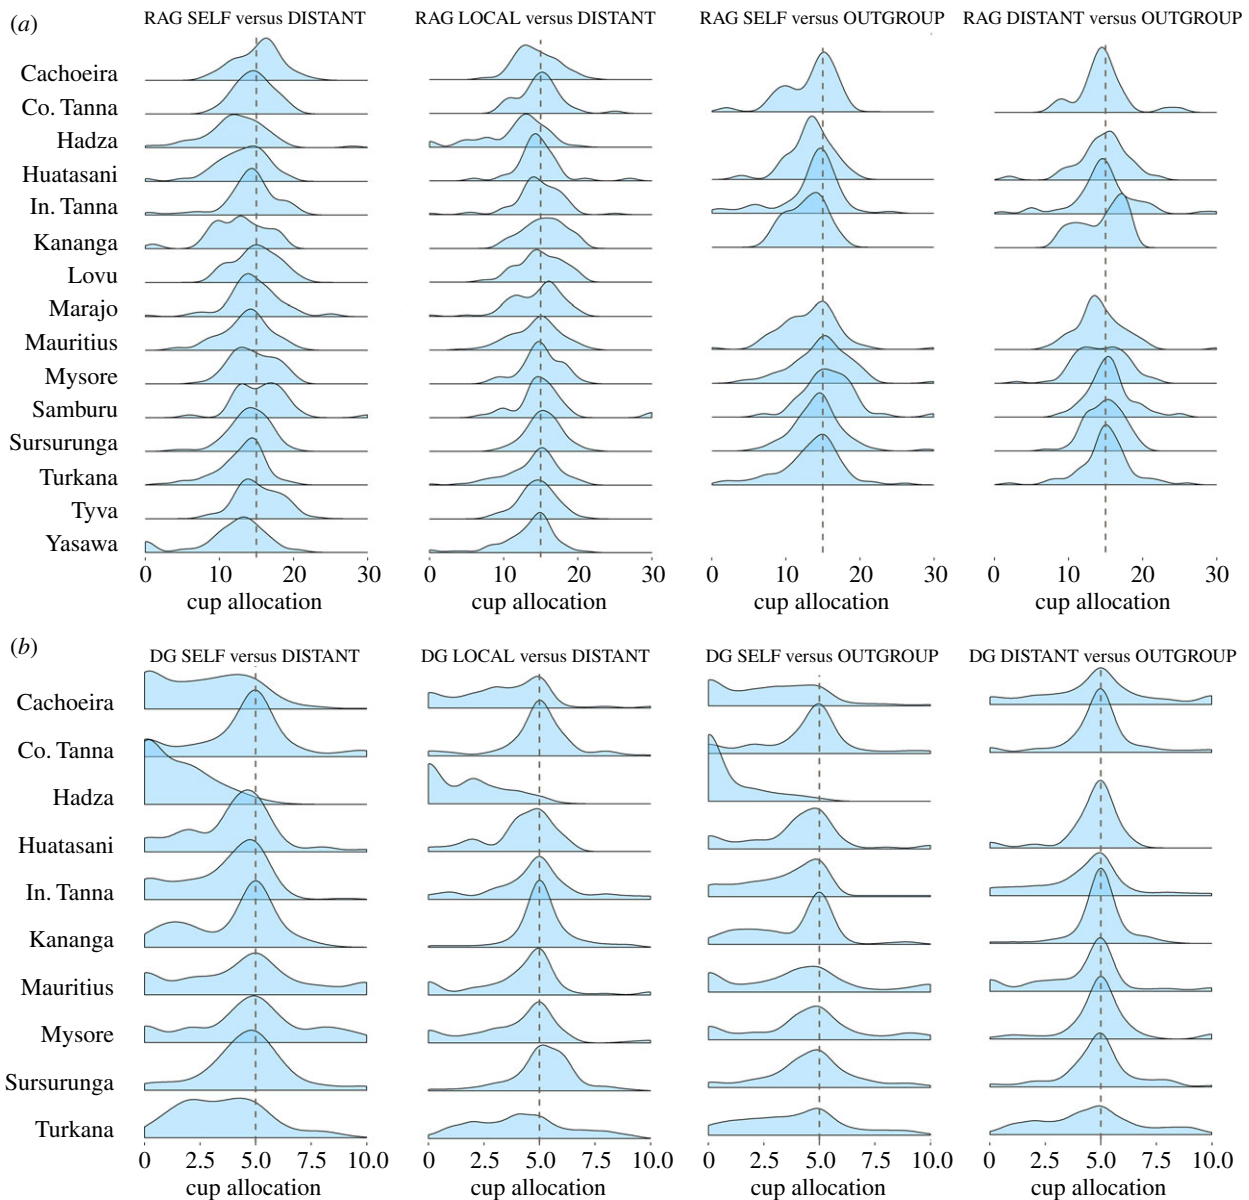 (a)
RAG SELF versus DISTANT RAG LOCAL versus DISTANT RAG SELF versus OUTGROUP RAG DISTANT versus OUTGROUP
Cachoeira
Co. Tanna
Hadza
Huatasani
In. Tanna
Kananga
Lovu
Marajo
Mauritius
Mysore
Samburu
Sursurunga
Turkana
Tyva
Yasawa
0 10 20 30 0 10 20 30 0 10 20 30 0 10 20 30
cup allocation cup allocation cup allocation cup allocation
(b)
DG SELF versus DISTANT DG LOCAL versus DISTANT DG SELF versus OUTGROUP DG DISTANT versus OUTGROUP
Cachoeira
Co. Tanna
Hadza
Huatasani
In. Tanna
Kananga
Mauritius
Mysore
Sursurunga
Turkana
0 2.5 5.0 7.5 10.0 0 2.5 5.0 7.5 10.0 0 2.5 5.0 7.5 10.0 0 2.5 5.0 7.5 10.0
cup allocation cup allocation cup allocation cup allocation